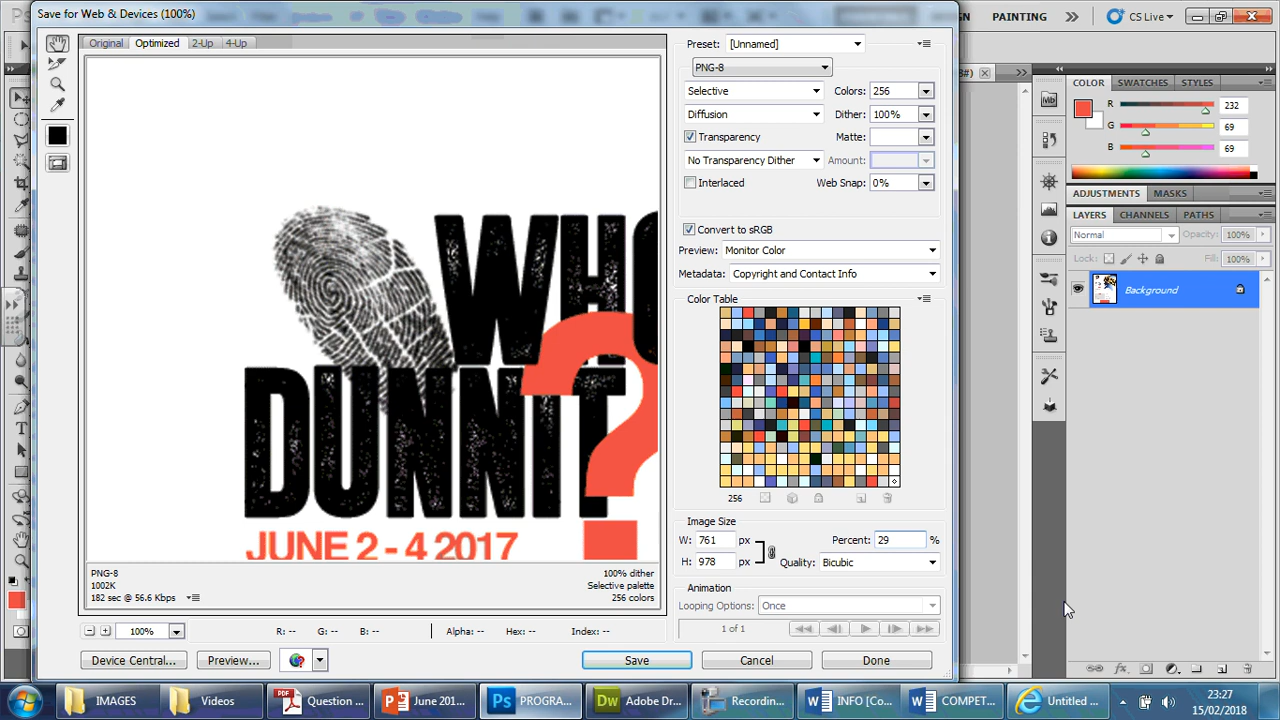 Save for Web & Devices (100%)
PAINTING
CS Live
Original
Optimized
2-Up
4-Up
Preset:
[Unnamed]
PNG-8
Selective
Colors:
256
Diffusion
Dither:
100%
Transparency
Matte:
No Transparency Dither
Amount:
Interlaced
Web Snap:
0%
Convert to sRGB
Preview:
Monitor Color
Metadata:
Copyright and Contact Info
Color Table
256
WHO
DUNNIT
?
JUNE 2 - 4 2017
PNG-8
1002K
182 sec @ 56.6 Kbps
100% dither
Selective palette
256 colors
Image Size
W:
761
px
H:
978
px
Percent:
29
%
Quality:
Bicubic
Animation
Looping Options:
Once
1 of 1
100%
R: --
G: --
B: --
Alpha: --
Hex: --
Index: --
Device Central...
Preview...
Save
Cancel
Done
COLOR
SWATCHES
STYLES
R
232
G
69
B
69
ADJUSTMENTS
MASKS
LAYERS
CHANNELS
PATHS
Normal
Opacity:
100%
Lock:
Fill:
100%
Background
IMAGES
Videos
Question ...
June 201...
PROGRA...
Adobe Dr...
Recordin...
INFO [Co...
COMPET...
Untitled ...
23:27
15/02/2018